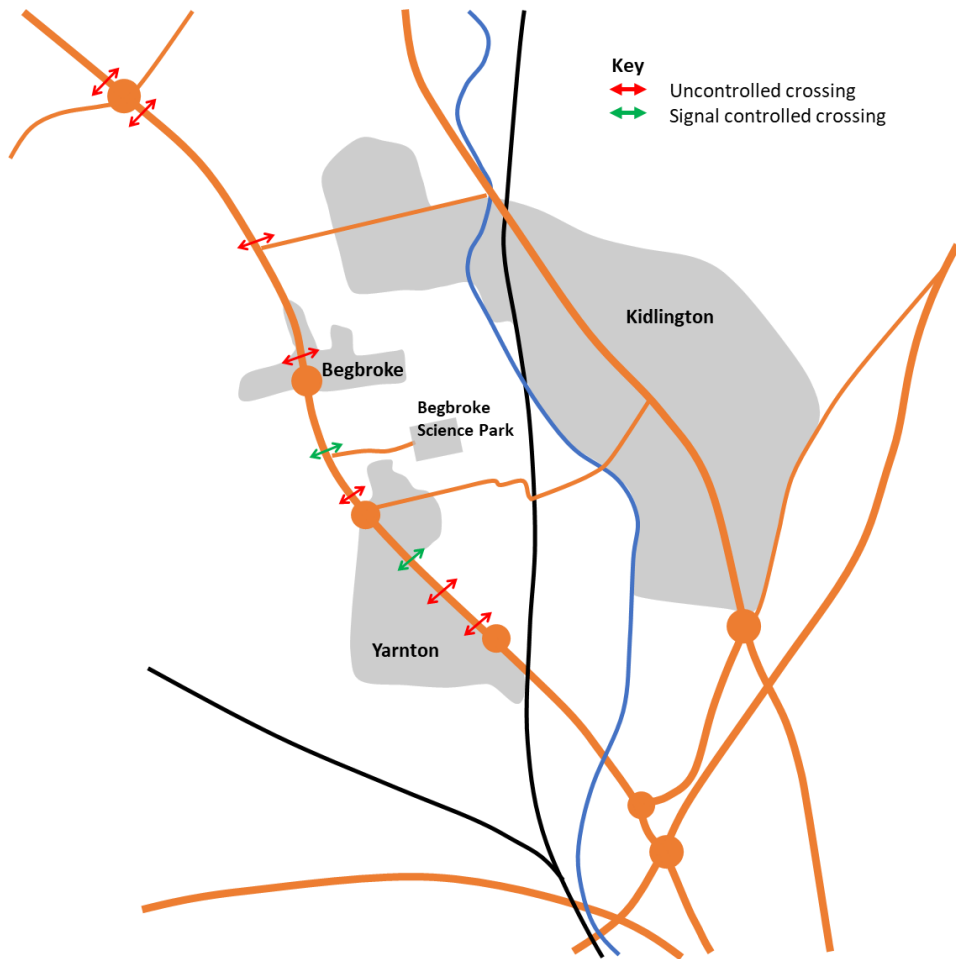 Key
Uncontrolled crossing
Signal controlled crossing
Kidlington
Begbroke
Begbroke
Science Park
Yarnton